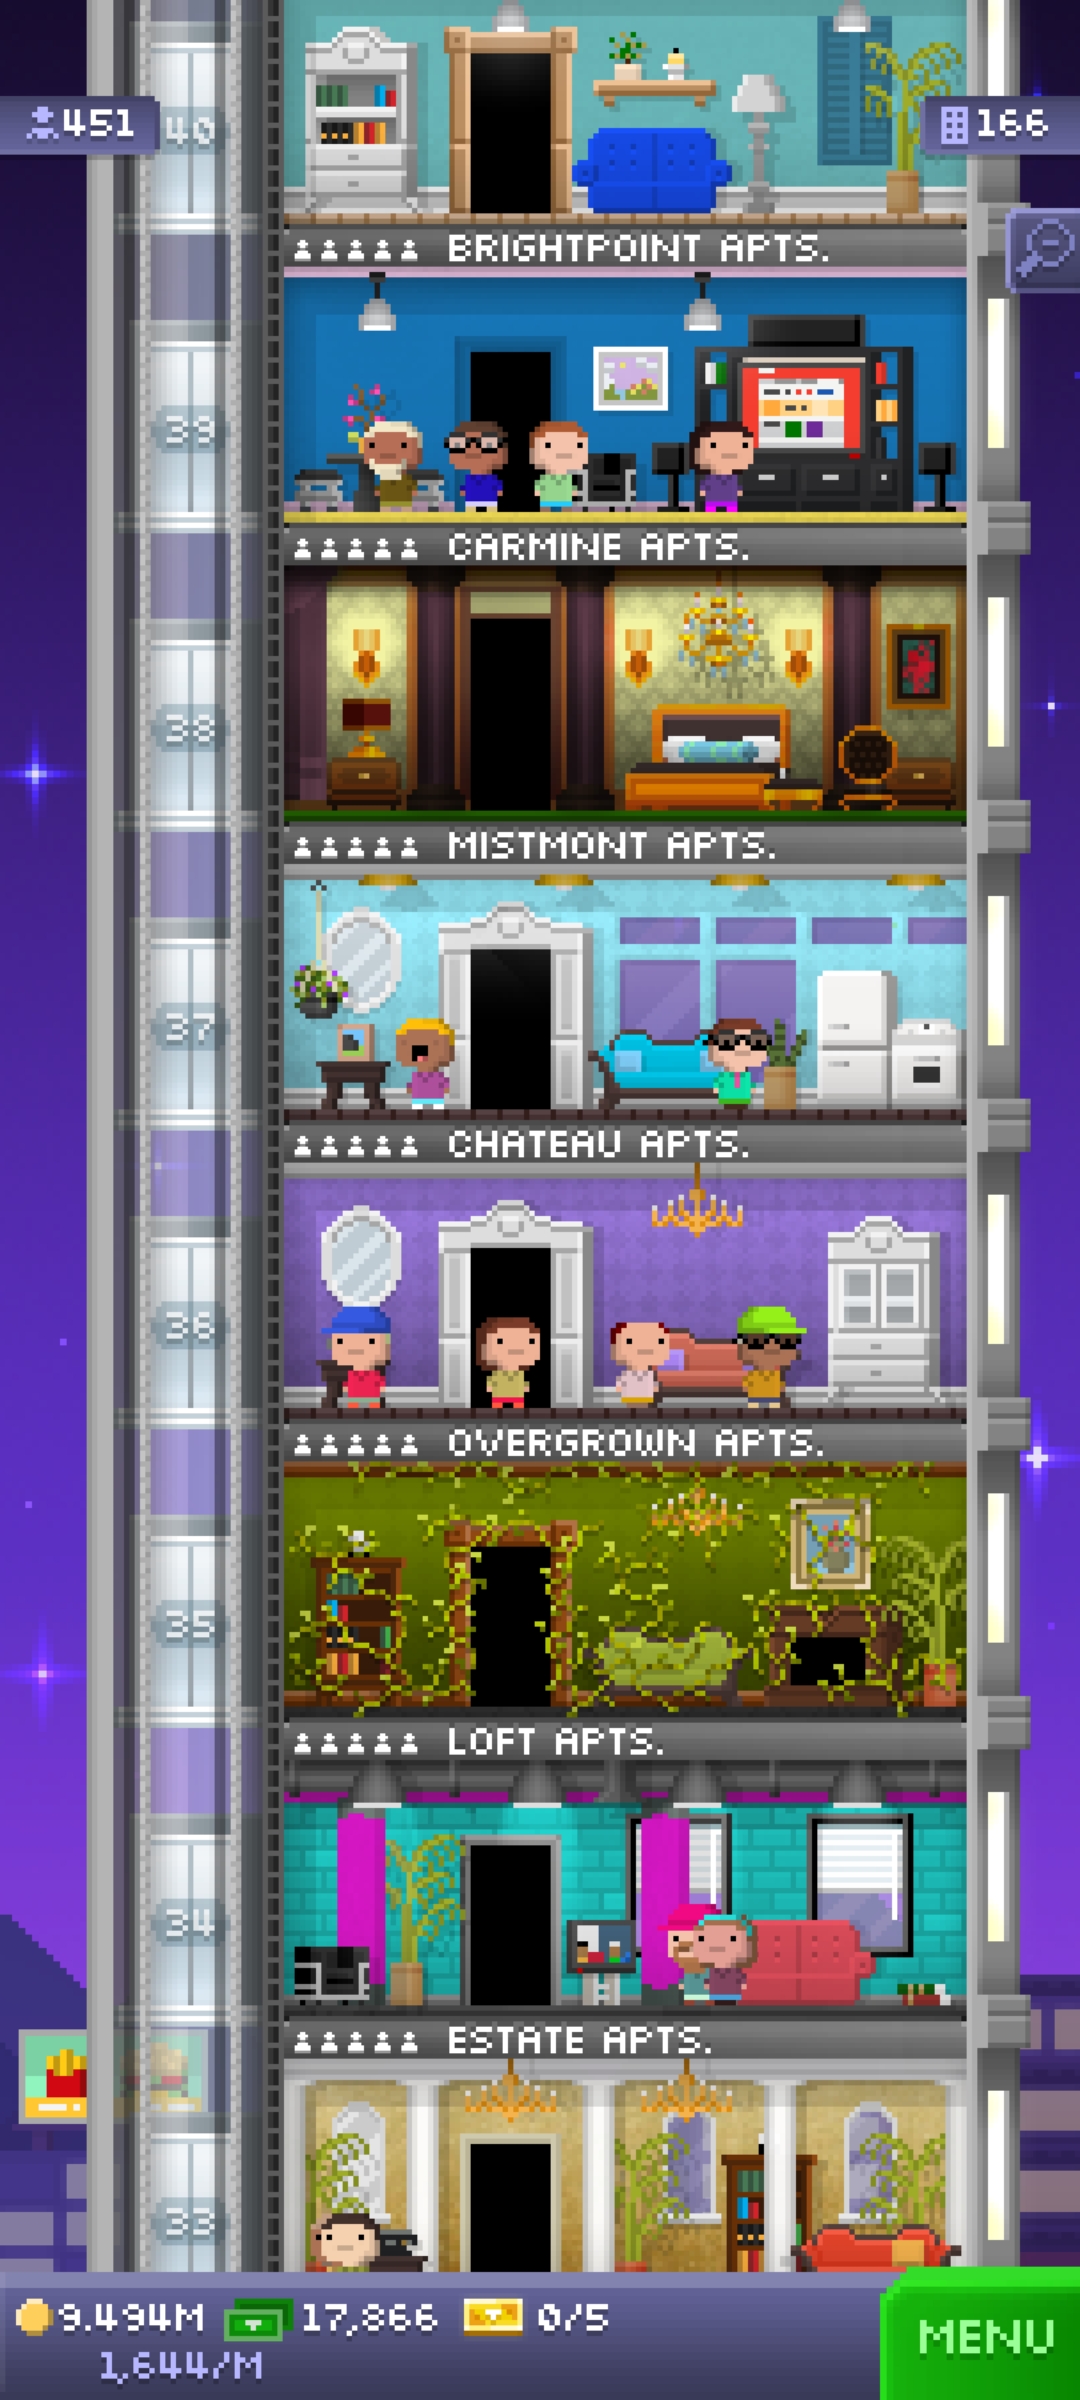 451
40
166
BRIGHTPOINT APTS.
39
CARMINE APTS.
38
MISTMONT APTS.
37
CHATEAU APTS.
36
OVERGROWN APTS.
35
LOFT APTS.
34
ESTATE APTS.
33
9.494M 17,866 0/5
MENU
1,644/M